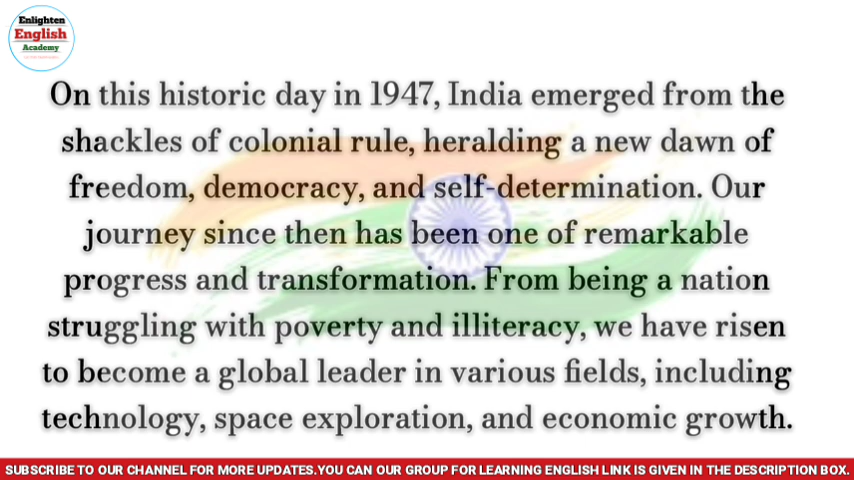 Enlighten
English
Academy
On this historic day in 1947, India emerged from the
shackles of colonial rule, heralding a new dawn of
freedom, democracy, and self-determination. Our
journey since then has been one of remarkable
progress and transformation. From being a nation
struggling with poverty and illiteracy, we have risen
to become a global leader in various fields, including
technology, space exploration, and economic growth.
SUBSCRIBE TO OUR CHANNEL FOR MORE UPDATES.YOU CAN OUR GROUP FOR LEARNING ENGLISH LINK IS GIVEN IN THE DESCRIPTION BOX.